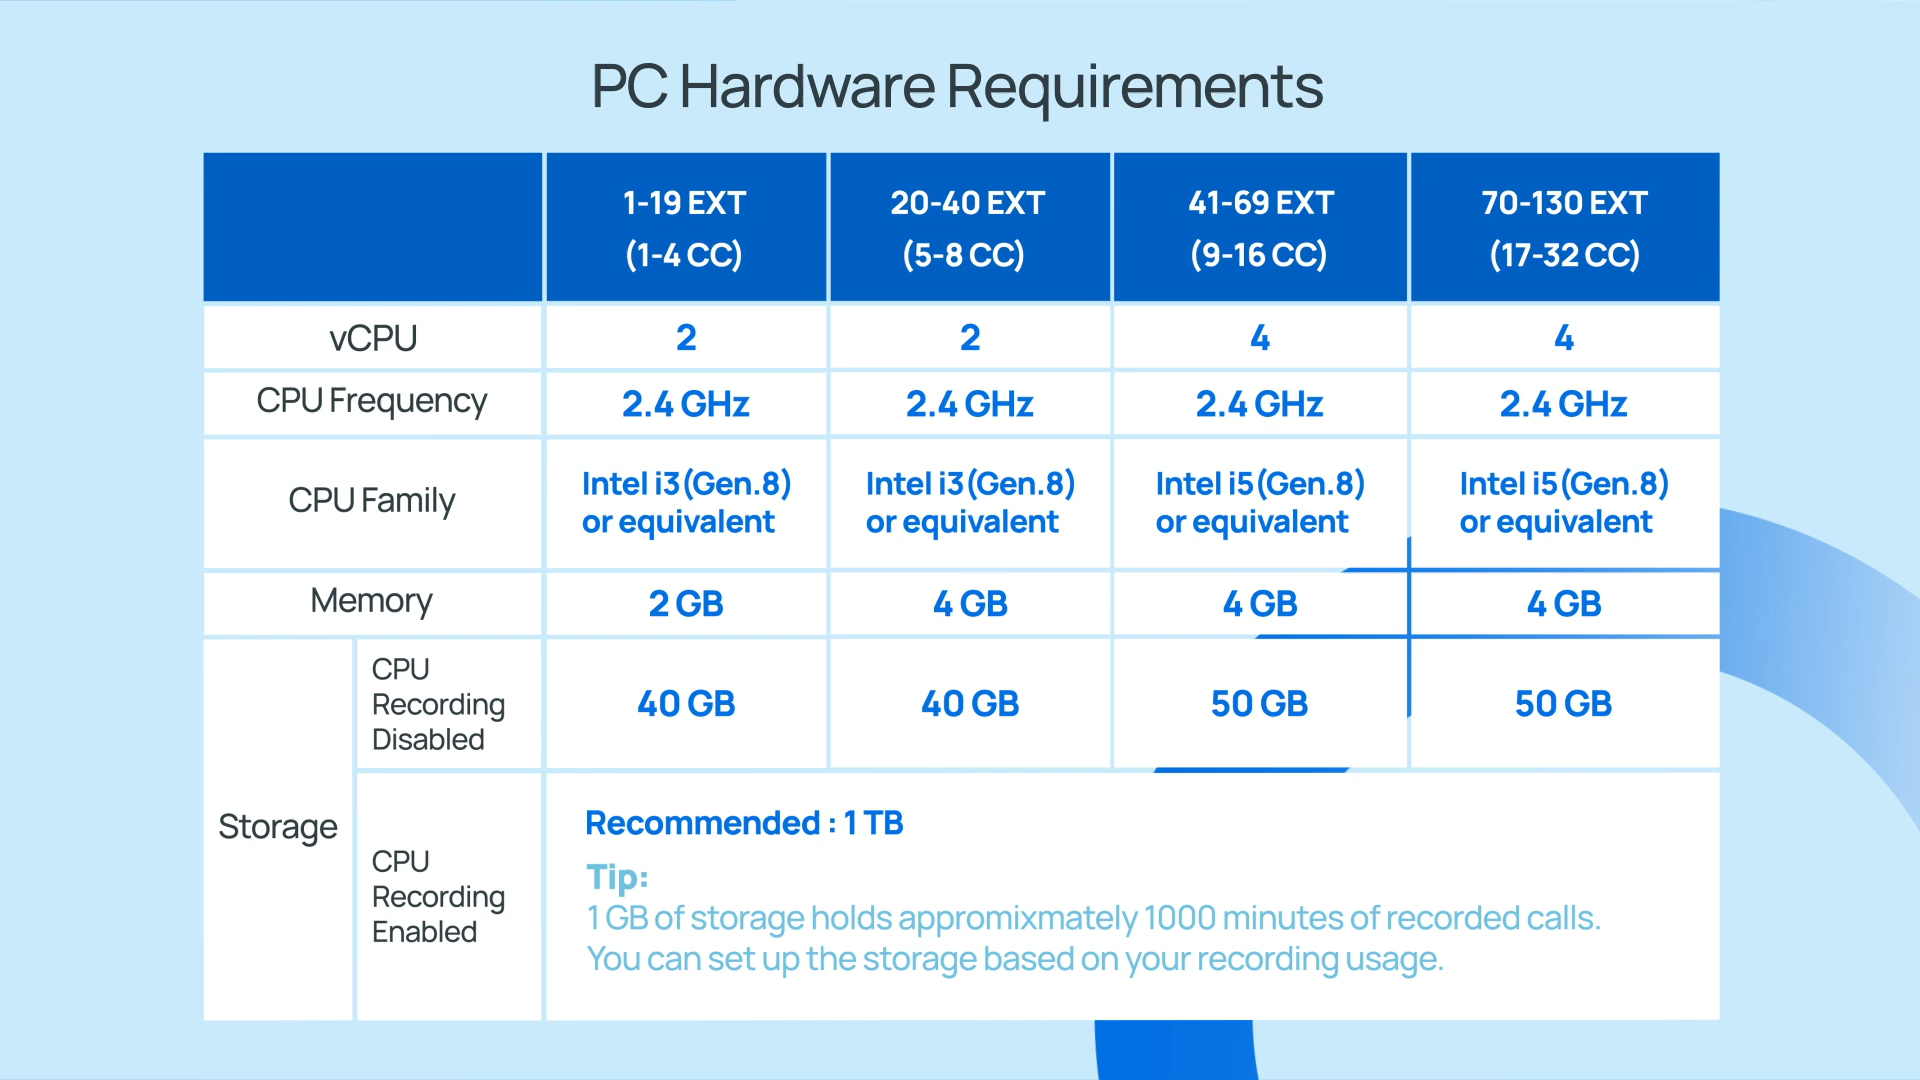 PC Hardware Requirements
1-19 EXT
(1-4 CC)
20-40 EXT
(5-8 CC)
41-69 EXT
(9-16 CC)
70-130 EXT
(17-32 CC)
vCPU
2
2
4
4
CPU Frequency
2.4 GHz
2.4 GHz
2.4 GHz
2.4 GHz
CPU Family
Intel i3 (Gen.8)
or equivalent
Intel i3 (Gen.8)
or equivalent
Intel i5 (Gen.8)
or equivalent
Intel i5 (Gen.8)
or equivalent
Memory
2 GB
4 GB
4 GB
4 GB
Storage
CPU
Recording
Disabled
40 GB
40 GB
50 GB
50 GB
CPU
Recording
Enabled
Recommended : 1 TB
Tip:
1 GB of storage holds appromixmately 1000 minutes of recorded calls.
You can set up the storage based on your recording usage.